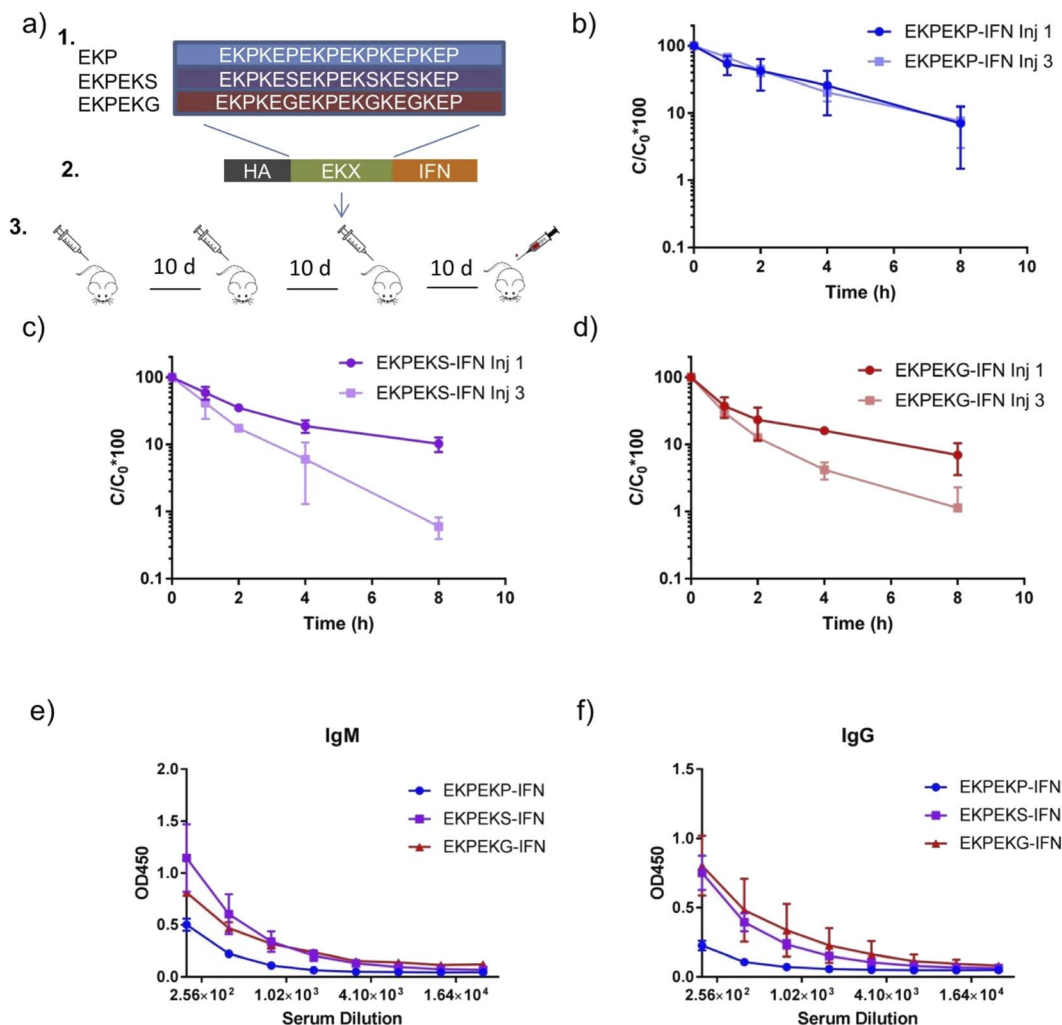 a)
1.
EKP
EKPEKS
EKPEKG
EKPKEPEKPEKPKEPKEP
EKPKESEKPEKSKESKEP
EKPKEGEKPEKGKEGKEP
2.
HA EKX IFN
3.
10 d 10 d 10 d
b)
EKPEKP-IFN Inj 1
EKPEKP-IFN Inj 3
C/C0*100
100
10
1
0.1
0 2 4 6 8 10
Time (h)
c)
EKPEKS-IFN Inj 1
EKPEKS-IFN Inj 3
C/C0*100
100
10
1
0.1
0 2 4 6 8 10
Time (h)
d)
EKPEKG-IFN Inj 1
EKPEKG-IFN Inj 3
C/C0*100
100
10
1
0.1
0 2 4 6 8 10
Time (h)
e)
IgM
EKPEKP-IFN
EKPEKS-IFN
EKPEKG-IFN
OD450
2.0
1.5
1.0
0.5
0.0
2.56×10² 1.02×10³ 4.10×10³ 1.64×10⁴
Serum Dilution
f)
IgG
EKPEKP-IFN
EKPEKS-IFN
EKPEKG-IFN
OD450
1.5
1.0
0.5
0.0
2.56×10² 1.02×10³ 4.10×10³ 1.64×10⁴
Serum Dilution